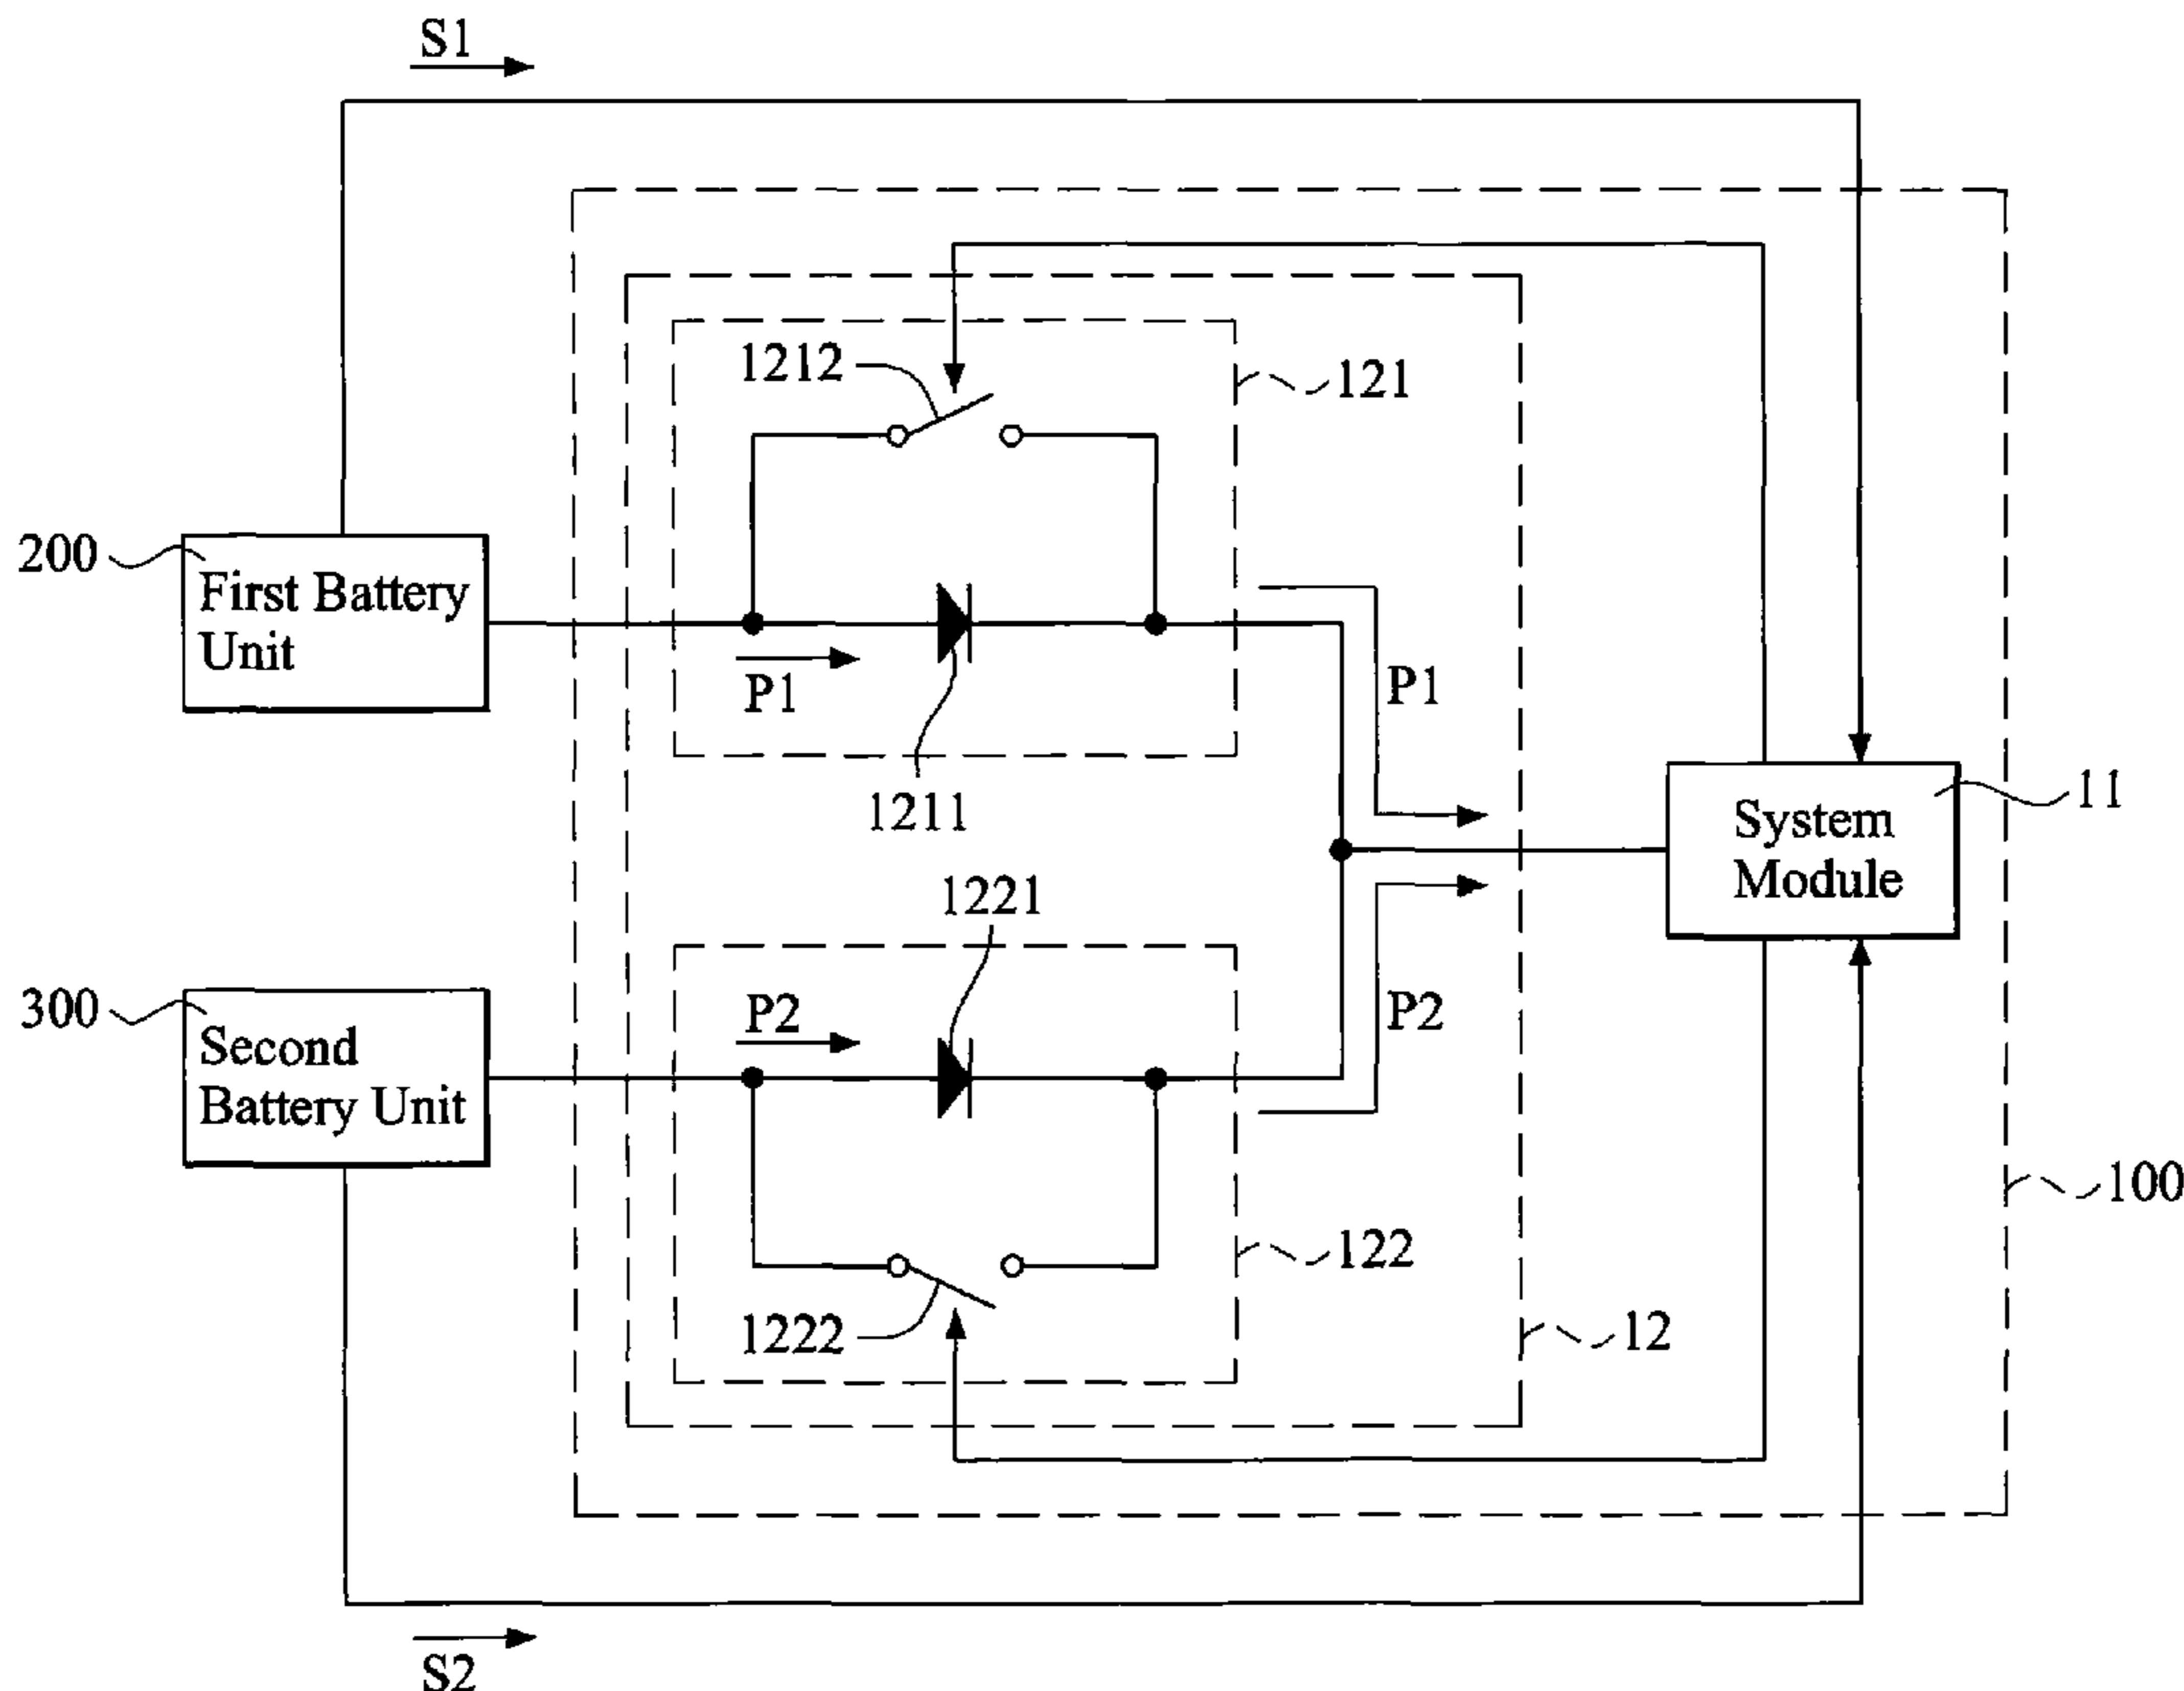 S1
1212
121
200
First Battery
Unit
P1
P1
1211
System
Module
11
1221
300
Second
Battery Unit
P2
P2
100
122
1222
12
S2